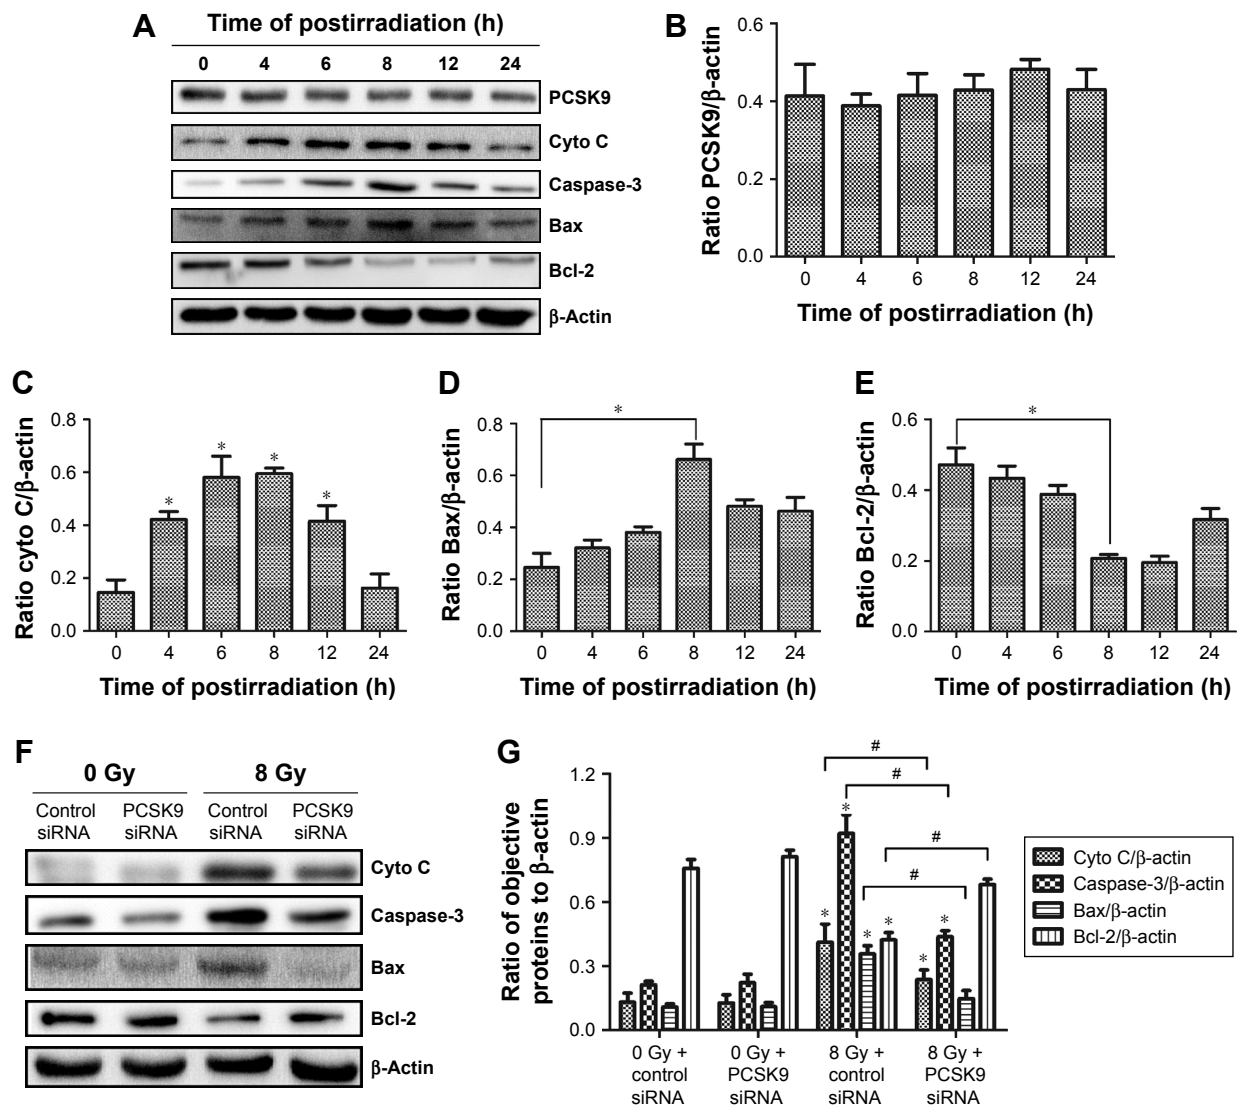 A
Time of postirradiation (h)
0 4 6 8 12 24
PCSK9
Cyto C
Caspase-3
Bax
Bcl-2
β-Actin
B
Ratio PCSK9/β-actin
0.6
0.4
0.2
0.0
0 4 6 8 12 24
Time of postirradiation (h)
C
Ratio cyto C/β-actin
0.8
0.6
0.4
0.2
0.0
* * * *
0 4 6 8 12 24
Time of postirradiation (h)
D
Ratio Bax/β-actin
0.8
0.6
0.4
0.2
0.0
*
0 4 6 8 12 24
Time of postirradiation (h)
E
Ratio Bcl-2/β-actin
0.6
0.4
0.2
0.0
*
0 4 6 8 12 24
Time of postirradiation (h)
F
0 Gy 8 Gy
Control PCSK9 Control PCSK9
siRNA siRNA siRNA siRNA
Cyto C
Caspase-3
Bax
Bcl-2
β-Actin
G
Ratio of objective
proteins to β-actin
1.2
0.9
0.6
0.3
0.0
#
#
#
#
* * * * * *
0 Gy + 0 Gy + 8 Gy + 8 Gy +
control PCSK9 control PCSK9
siRNA siRNA siRNA siRNA
Cyto C/β-actin
Caspase-3/β-actin
Bax/β-actin
Bcl-2/β-actin